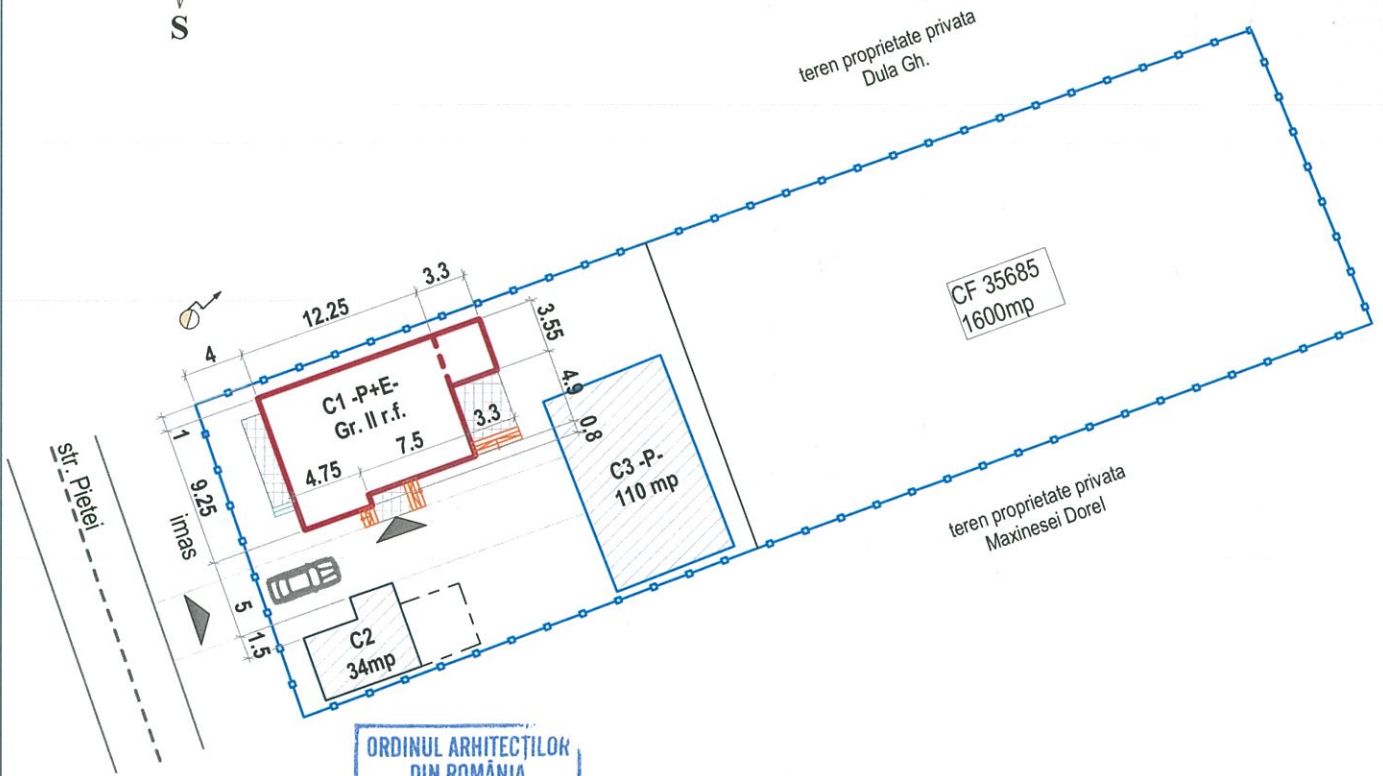 S
teren proprietate privata
Dula Gh.
CF 35685
1600mp
3.3
12.25
4
3.55
4.9
0.8
C1 -P+E-
Gr. II r.f.
3.3
7.5
4.75
1
9.25
5
1.5
str. Pietei
imas
C3 -P-
110 mp
teren proprietate privata
Maxinesei Dorel
C2
34mp
ORDINUL ARHITECȚILOR
DIN ROMÂNIA